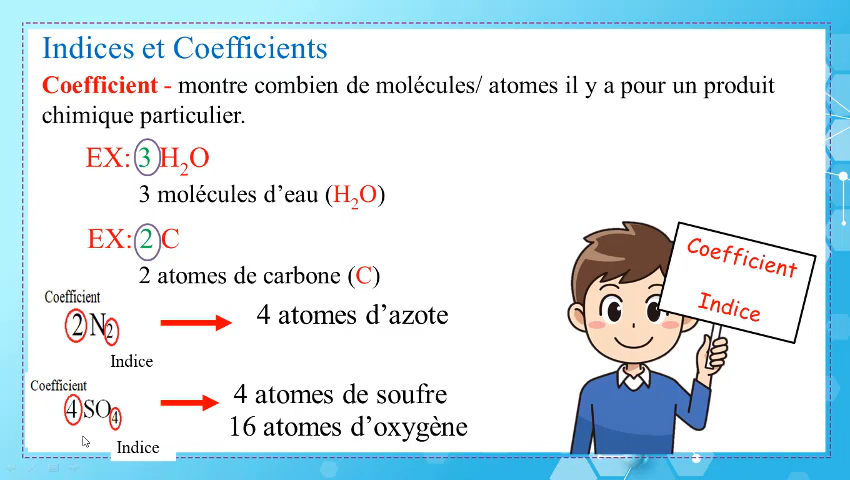 Indices et Coefficients
Coefficient - montre combien de molécules/ atomes il y a pour un produit
chimique particulier.
EX: 3 H₂O
3 molécules d’eau (H₂O)
EX: 2 C
2 atomes de carbone (C)
Coefficient
2N₂
Indice
4 atomes d’azote
Coefficient
4SO₄
Indice
4 atomes de soufre
16 atomes d’oxygène
Coefficient
Indice